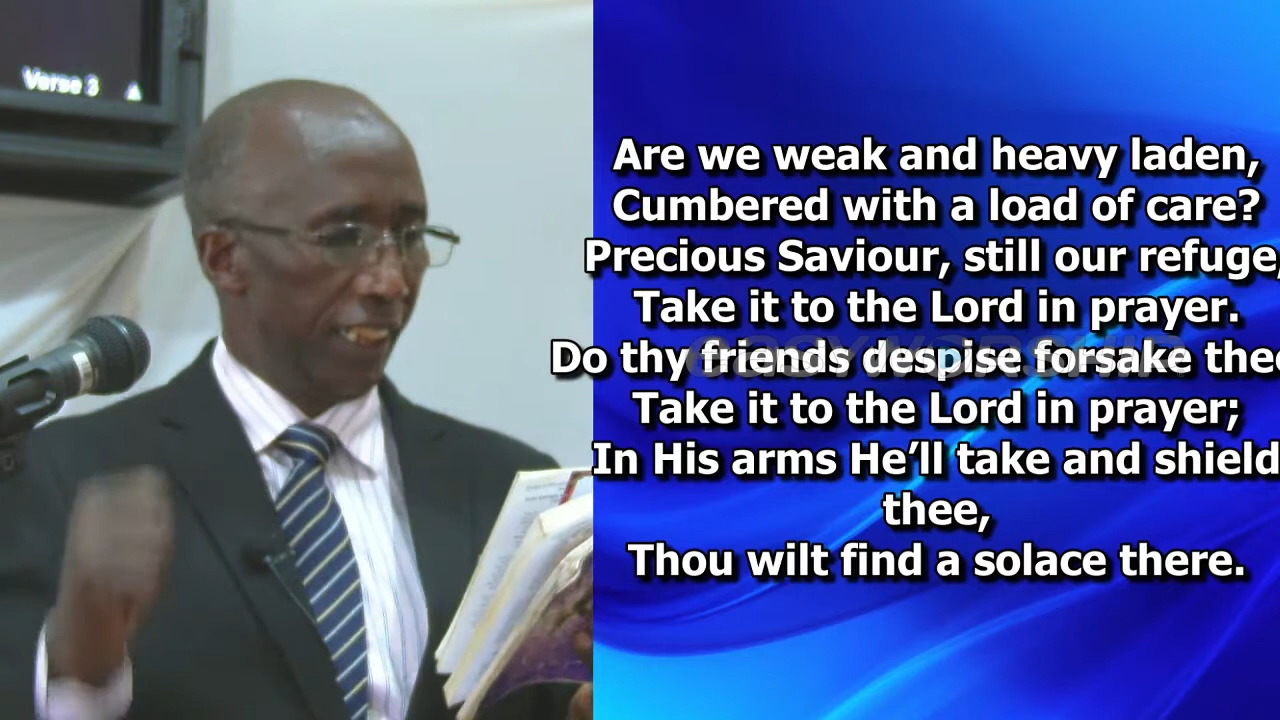 Verse 3
Are we weak and heavy laden,
Cumbered with a load of care?
Precious Saviour, still our refuge,
Take it to the Lord in prayer.
Do thy friends despise forsake thee
Take it to the Lord in prayer;
In His arms He’ll take and shield
thee,
Thou wilt find a solace there.
easyworship